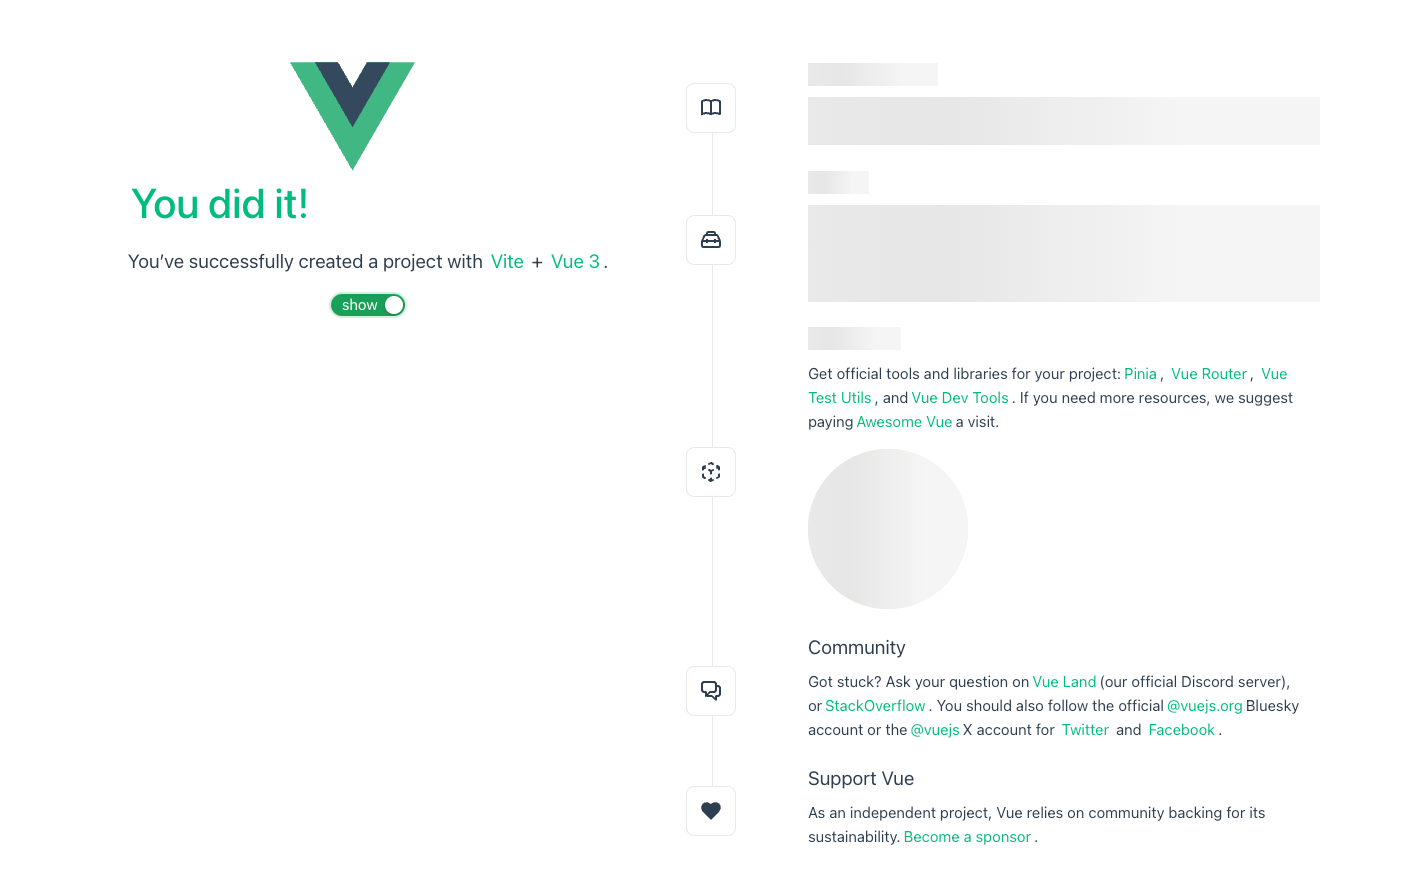 You did it!
You’ve successfully created a project with Vite + Vue 3 .
show
Get official tools and libraries for your project: Pinia , Vue Router , Vue
Test Utils , and Vue Dev Tools . If you need more resources, we suggest
paying Awesome Vue a visit.
Community
Got stuck? Ask your question on Vue Land (our official Discord server),
or StackOverflow . You should also follow the official @vuejs.org Bluesky
account or the @vuejs X account for Twitter and Facebook .
Support Vue
As an independent project, Vue relies on community backing for its
sustainability. Become a sponsor .